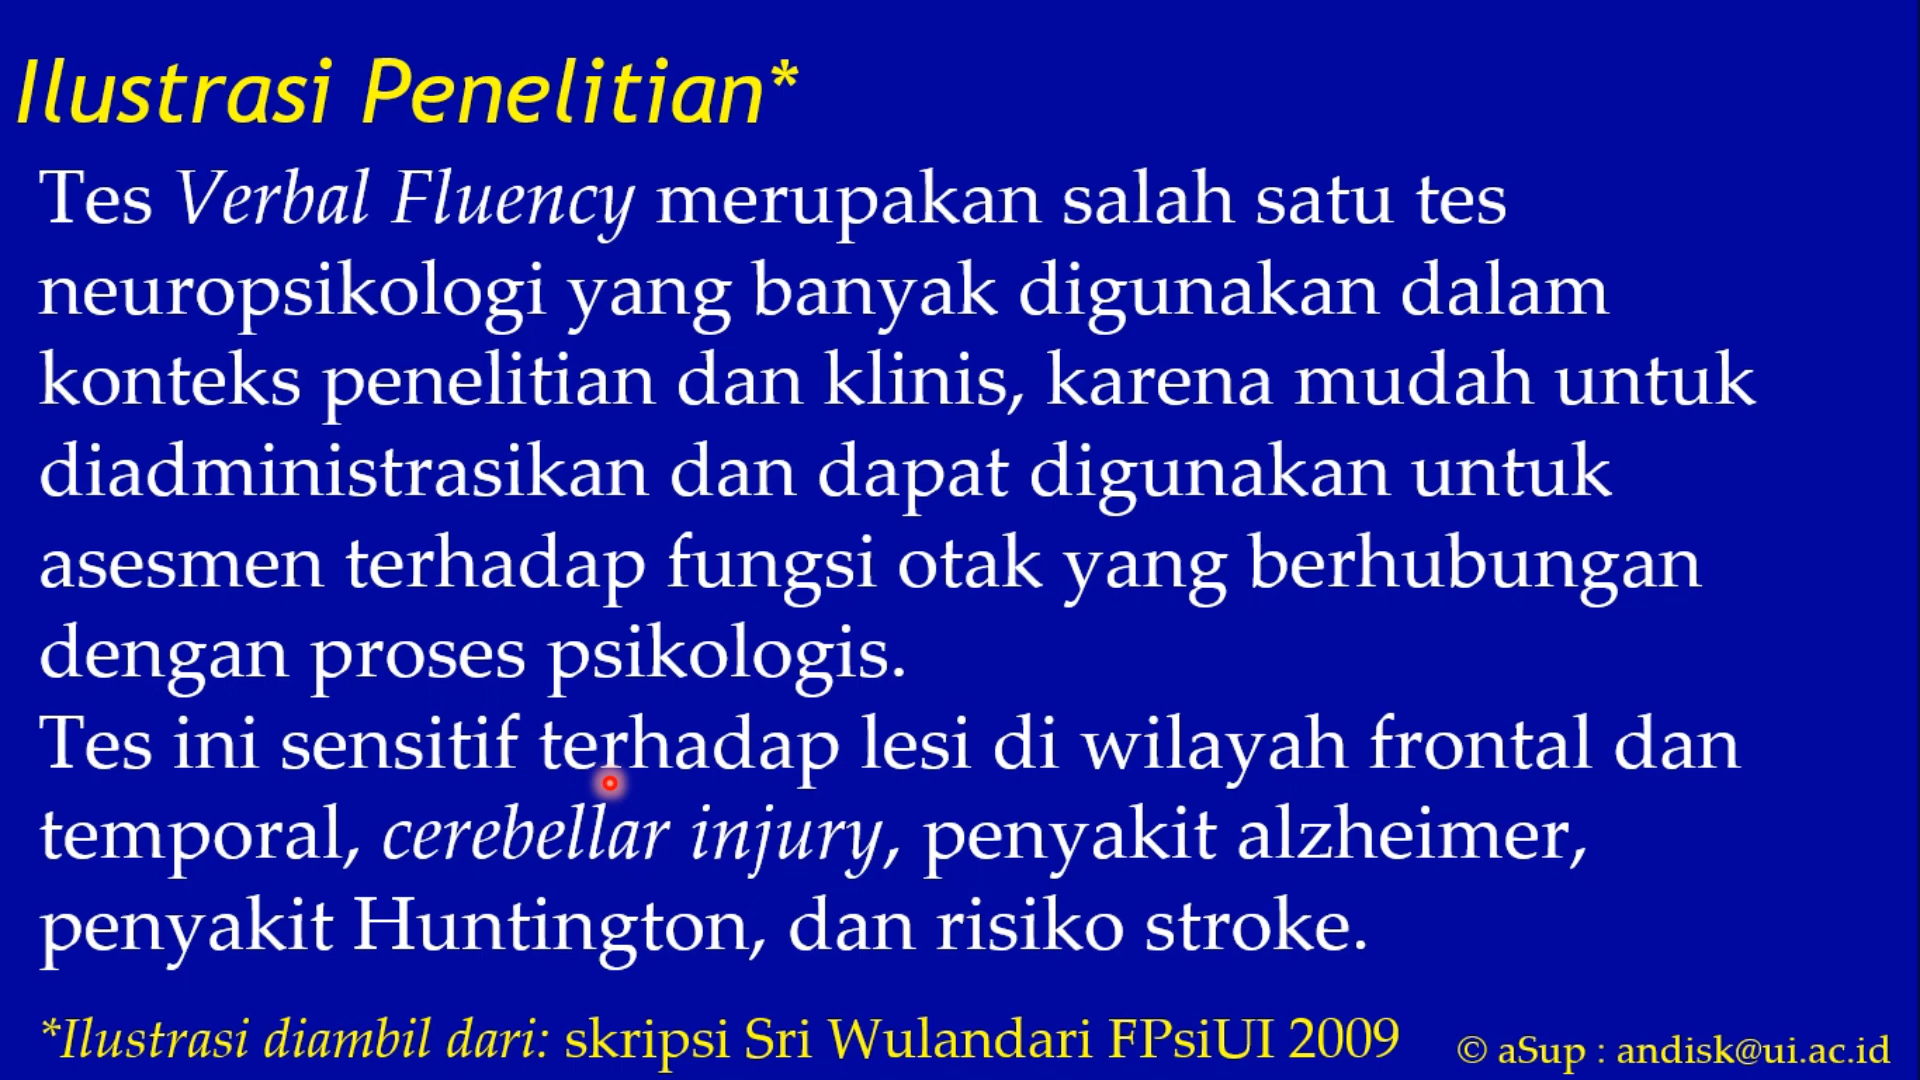 Ilustrasi Penelitian*
Tes Verbal Fluency merupakan salah satu tes
neuropsikologi yang banyak digunakan dalam
konteks penelitian dan klinis, karena mudah untuk
diadministrasikan dan dapat digunakan untuk
asesmen terhadap fungsi otak yang berhubungan
dengan proses psikologis.
Tes ini sensitif terhadap lesi di wilayah frontal dan
temporal, cerebellar injury, penyakit alzheimer,
penyakit Huntington, dan risiko stroke.
*Ilustrasi diambil dari: skripsi Sri Wulandari FPsiUI 2009
© aSup : andisk@ui.ac.id